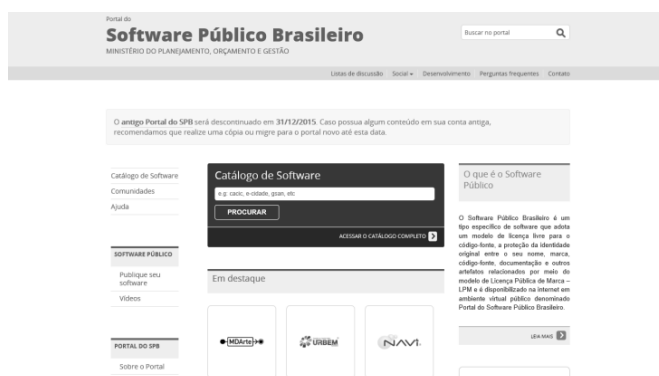 Portal do
Software Público Brasileiro
MINISTÉRIO DO PLANEJAMENTO, ORÇAMENTO E GESTÃO
Buscar no portal
Listas de discussão Social Desenvolvimento Perguntas frequentes Contato
O antigo Portal do SPB será descontinuado em 31/12/2015. Caso possua algum conteúdo em sua conta antiga,
recomendamos que realize uma cópia ou migre para o portal novo até esta data.
Catálogo de Software
Comunidades
Ajuda
SOFTWARE PÚBLICO
Publique seu
software
Vídeos
PORTAL DO SPB
Sobre o Portal
Catálogo de Software
e.g: cacic, e-cidade, gsan, etc
PROCURAR
ACESSAR O CATÁLOGO COMPLETO
Em destaque
MDArte
URBEM
NAVI
O que é o Software
Público
O Software Público Brasileiro é um
tipo específico de software que adota
um modelo de licença livre para o
código-fonte, a proteção da identidade
original entre o seu nome, marca,
código-fonte, documentação e outros
artefatos relacionados por meio do
modelo de Licença Pública de Marca –
LPM e é disponibilizado na internet em
ambiente virtual público denominado
Portal do Software Público Brasileiro.
LEIA MAIS